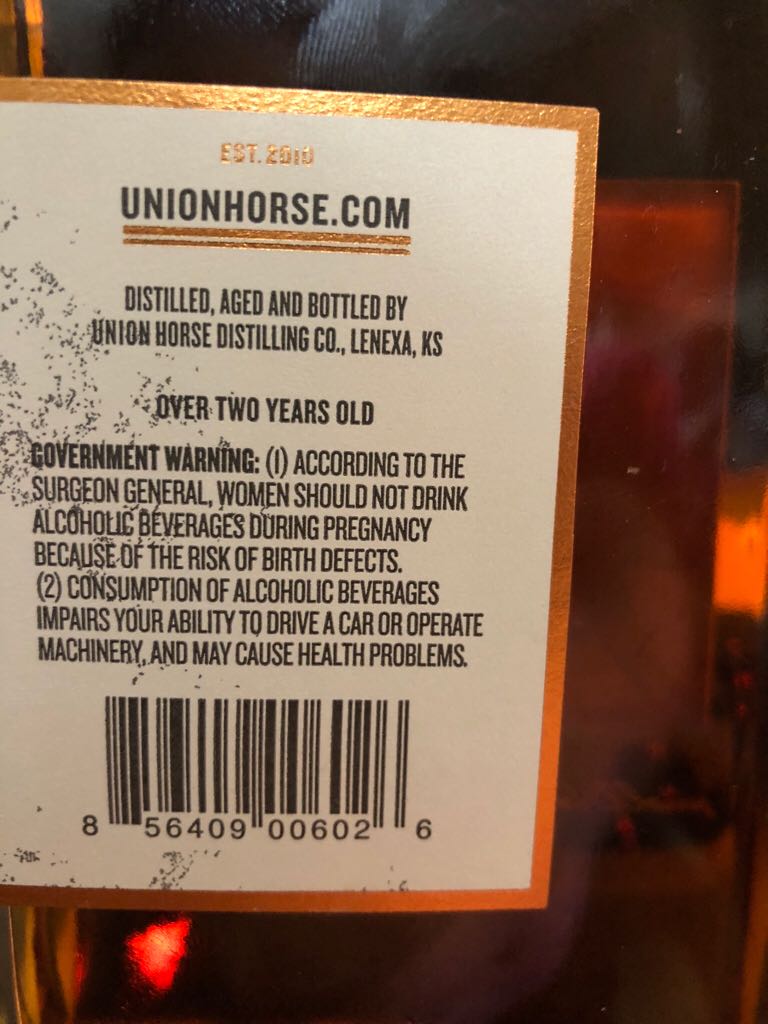 EST. 2010
UNIONHORSE.COM
DISTILLED, AGED AND BOTTLED BY
UNION HORSE DISTILLING CO., LENEXA, KS
OVER TWO YEARS OLD
GOVERNMENT WARNING: (1) ACCORDING TO THE
SURGEON GENERAL, WOMEN SHOULD NOT DRINK
ALCOHOLIC BEVERAGES DURING PREGNANCY
BECAUSE OF THE RISK OF BIRTH DEFECTS.
(2) CONSUMPTION OF ALCOHOLIC BEVERAGES
IMPAIRS YOUR ABILITY TO DRIVE A CAR OR OPERATE
MACHINERY, AND MAY CAUSE HEALTH PROBLEMS.
8 56409 00602 6